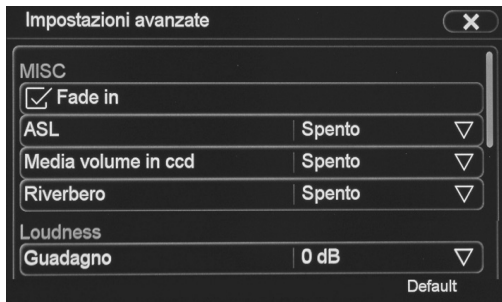 Impostazioni avanzate
MISC
Fade in
ASL Spento
Media volume in ccd Spento
Riverbero Spento
Loudness
Guadagno 0 dB
Default